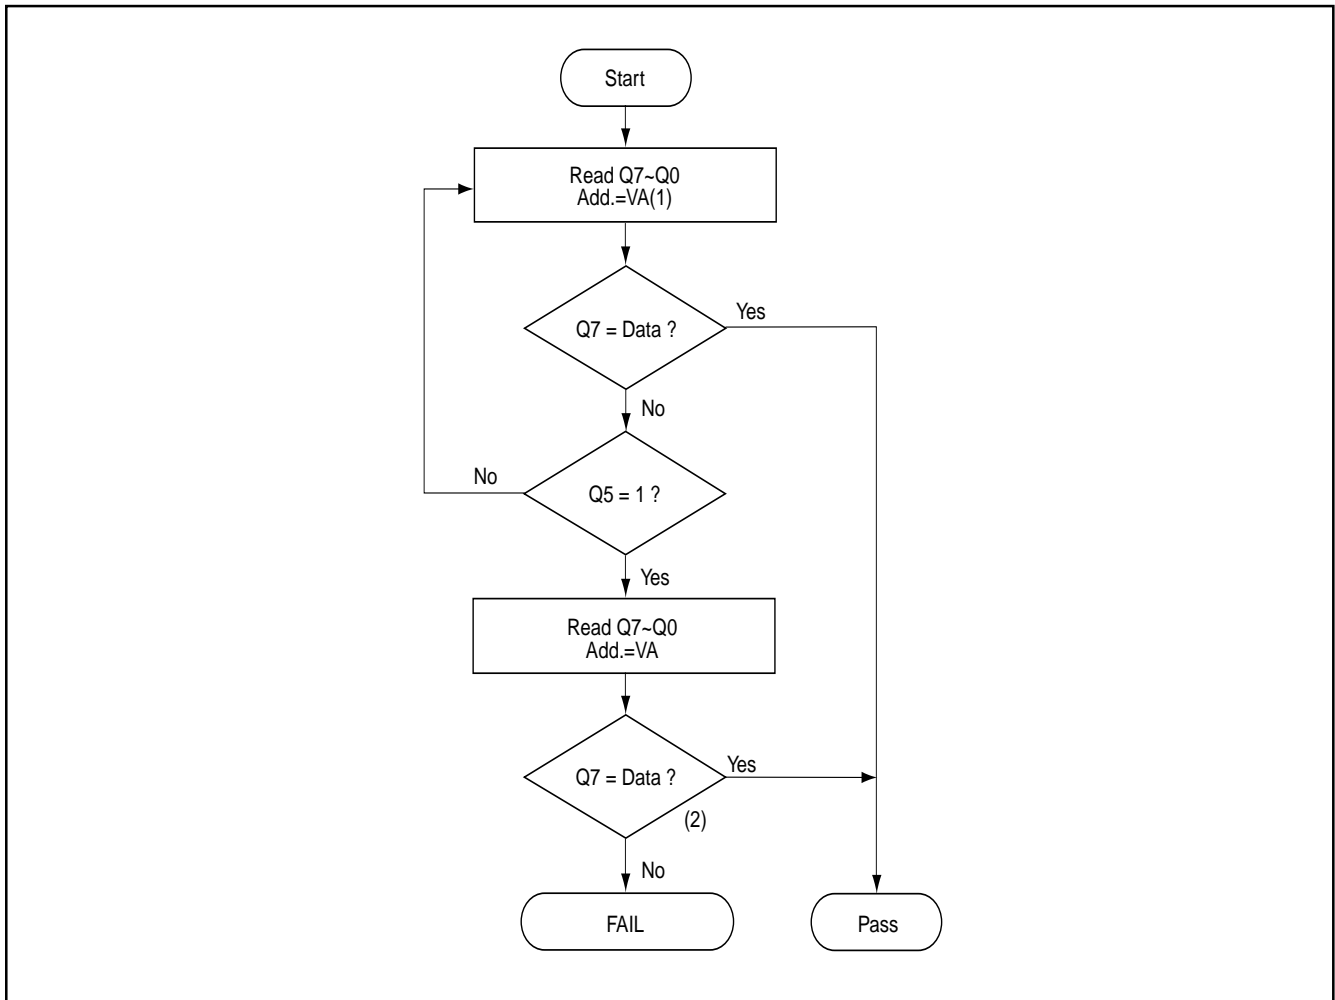 Start
Read Q7~Q0
Add.=VA(1)
Q7 = Data ?
Yes
No
Q5 = 1 ?
No
Yes
Read Q7~Q0
Add.=VA
Q7 = Data ?
Yes
(2)
No
FAIL
Pass